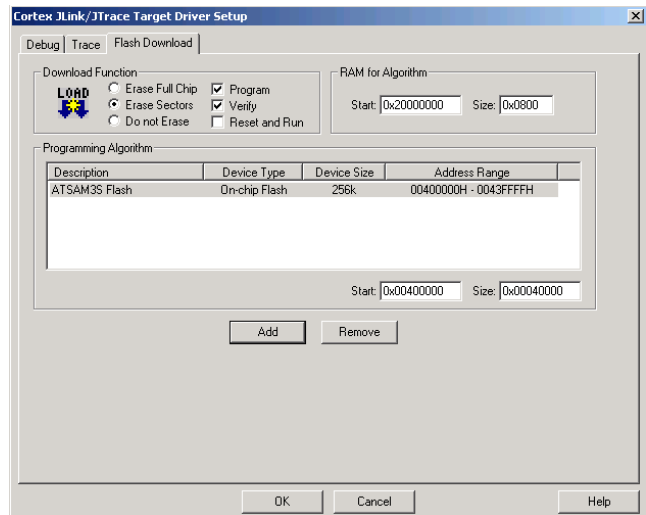 Cortex JLink/JTrace Target Driver Setup
Debug Trace Flash Download
Download Function
LOAD
Erase Full Chip
Erase Sectors
Do not Erase
Program
Verify
Reset and Run
RAM for Algorithm
Start: 0x20000000 Size: 0x0800
Programming Algorithm
Description Device Type Device Size Address Range
ATSAM3S Flash On-chip Flash 256k 00400000H - 0043FFFFH
Start: 0x00400000 Size: 0x00040000
Add Remove
OK Cancel Help